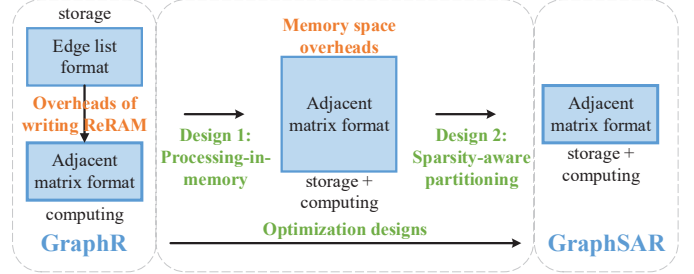 storage
Edge list
format
Overheads of
writing ReRAM
Adjacent
matrix format
computing
GraphR
Design 1:
Processing-in-
memory
Memory space
overheads
Adjacent
matrix format
storage +
computing
Design 2:
Sparsity-aware
partitioning
Optimization designs
Adjacent
matrix format
storage +
computing
GraphSAR